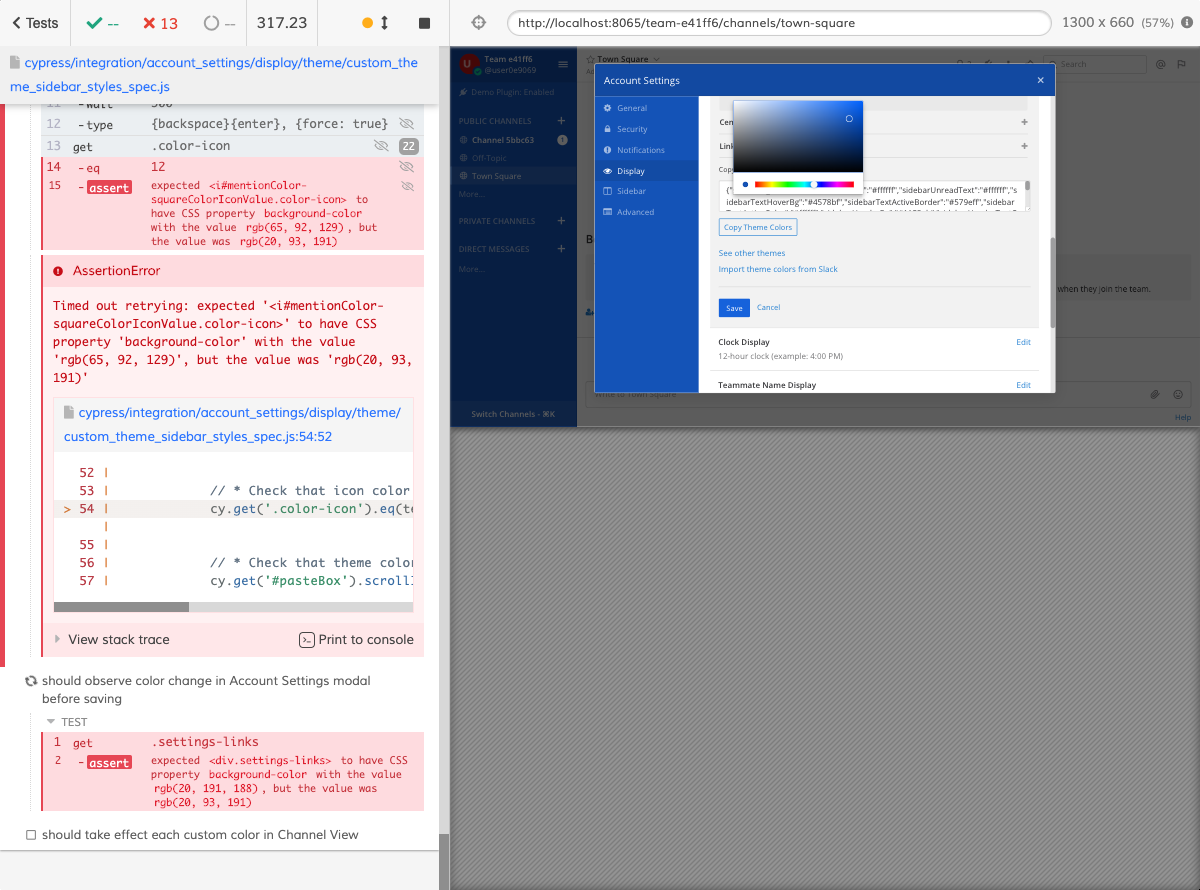 Tests
--
13
--
317.23
http://localhost:8065/team-e41ff6/channels/town-square
1300 x 660 (57%)
cypress/integration/account_settings/display/theme/custom_the
me_sidebar_styles_spec.js
11 -wait 500
12 -type {backspace}{enter}, {force: true}
13 get .color-icon 22
14 -eq 12
15 -assert expected <i#mentionColor-
squareColorIconValue.color-icon> to
have CSS property background-color
with the value rgb(65, 92, 129), but
the value was rgb(20, 93, 191)
AssertionError
Timed out retrying: expected '<i#mentionColor-
squareColorIconValue.color-icon>' to have CSS
property 'background-color' with the value
'rgb(65, 92, 129)', but the value was 'rgb(20, 93,
191)'
cypress/integration/account_settings/display/theme/
custom_theme_sidebar_styles_spec.js:54:52
52 |
53 | // * Check that icon color
> 54 | cy.get('.color-icon').eq(te
|
55 |
56 | // * Check that theme color
57 | cy.get('#pasteBox').scrollI
View stack trace
Print to console
should observe color change in Account Settings modal
before saving
TEST
1 get .settings-links
2 -assert expected <div.settings-links> to have CSS
property background-color with the value
rgb(20, 191, 188), but the value was
rgb(20, 93, 191)
should take effect each custom color in Channel View
U
Team e41ff6
@user0e9069
Demo Plugin: Enabled
PUBLIC CHANNELS +
Channel 5bbc63 1
Off-Topic
Town Square
More...
PRIVATE CHANNELS +
DIRECT MESSAGES +
More...
Switch Channels - ⌘K
Town Square
Search
@
when they join the team.
Write to Town Square
Help
Account Settings ×
General
Security
Notifications
Display
Sidebar
Advanced
Cen +
Link +
"#ffffff","sidebarUnreadText":"#ffffff","s
idebarTextHoverBg":"#4578bf","sidebarTextActiveBorder":"#579eff","sidebar
Copy Theme Colors
See other themes
Import theme colors from Slack
Save Cancel
Clock Display Edit
12-hour clock (example: 4:00 PM)
Teammate Name Display Edit